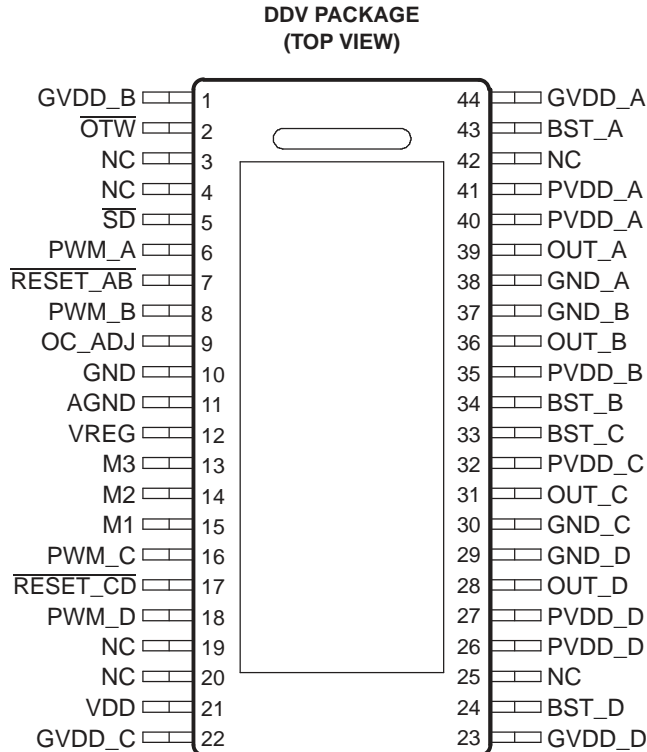 DDV PACKAGE
(TOP VIEW)
GVDD_B 1 44 GVDD_A
OTW 2 43 BST_A
NC 3 42 NC
NC 4 41 PVDD_A
SD 5 40 PVDD_A
PWM_A 6 39 OUT_A
RESET_AB 7 38 GND_A
PWM_B 8 37 GND_B
OC_ADJ 9 36 OUT_B
GND 10 35 PVDD_B
AGND 11 34 BST_B
VREG 12 33 BST_C
M3 13 32 PVDD_C
M2 14 31 OUT_C
M1 15 30 GND_C
PWM_C 16 29 GND_D
RESET_CD 17 28 OUT_D
PWM_D 18 27 PVDD_D
NC 19 26 PVDD_D
NC 20 25 NC
VDD 21 24 BST_D
GVDD_C 22 23 GVDD_D